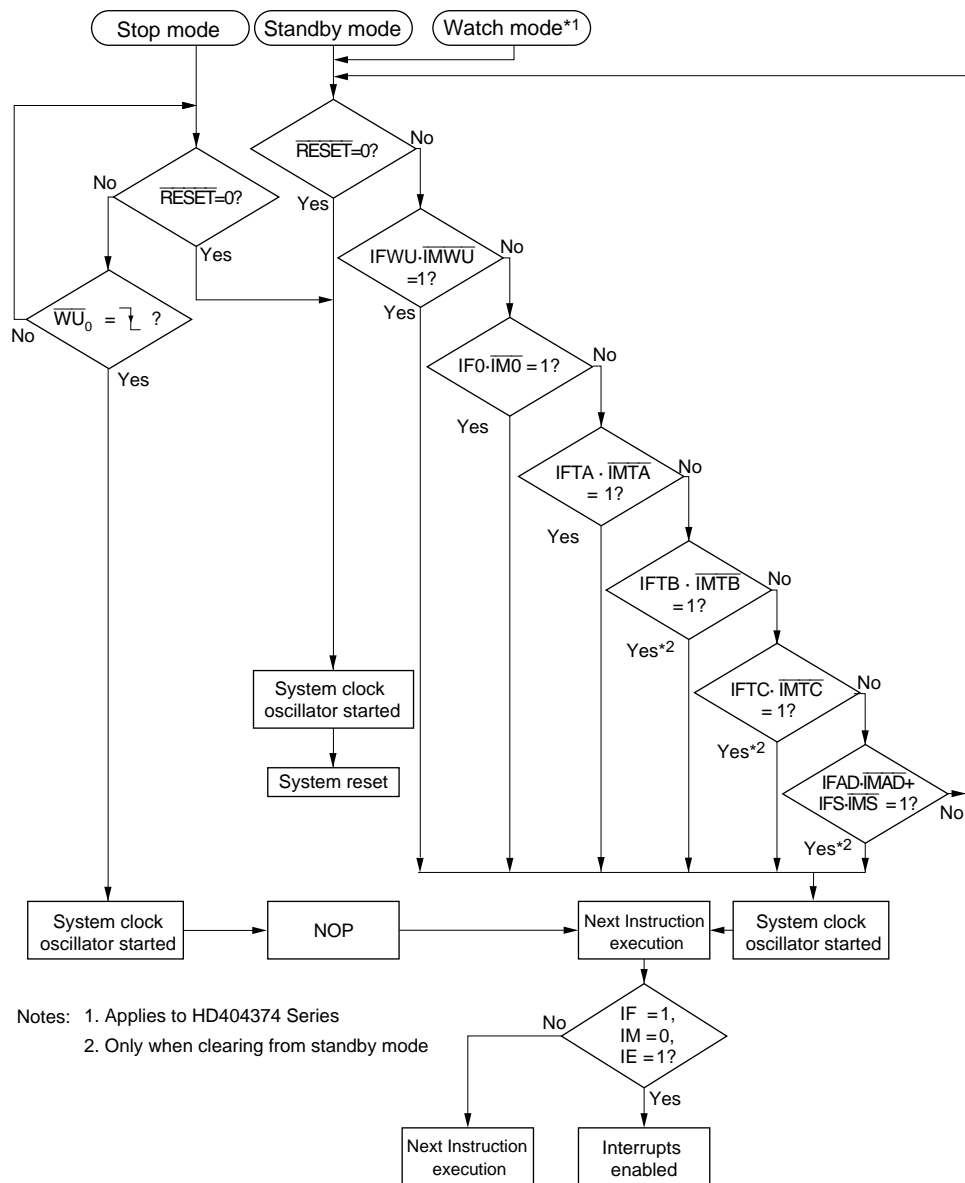 Stop mode
Standby mode
Watch mode*1
RESET=0?
No
Yes
RESET=0?
No
Yes
IFWU·IMWU
=1?
No
Yes
WU0 = ?
No
Yes
IF0·IM0 = 1?
No
Yes
IFTA · IMTA
= 1?
No
Yes
IFTB · IMTB
= 1?
No
Yes*2
IFTC· IMTC
= 1?
No
Yes*2
IFAD·IMAD+
IFS·IMS = 1?
No
Yes*2
System clock
oscillator started
System reset
System clock
oscillator started
NOP
Next Instruction
execution
System clock
oscillator started
IF = 1,
IM = 0,
IE = 1?
No
Yes
Next Instruction
execution
Interrupts
enabled
Notes: 1. Applies to HD404374 Series
2. Only when clearing from standby mode